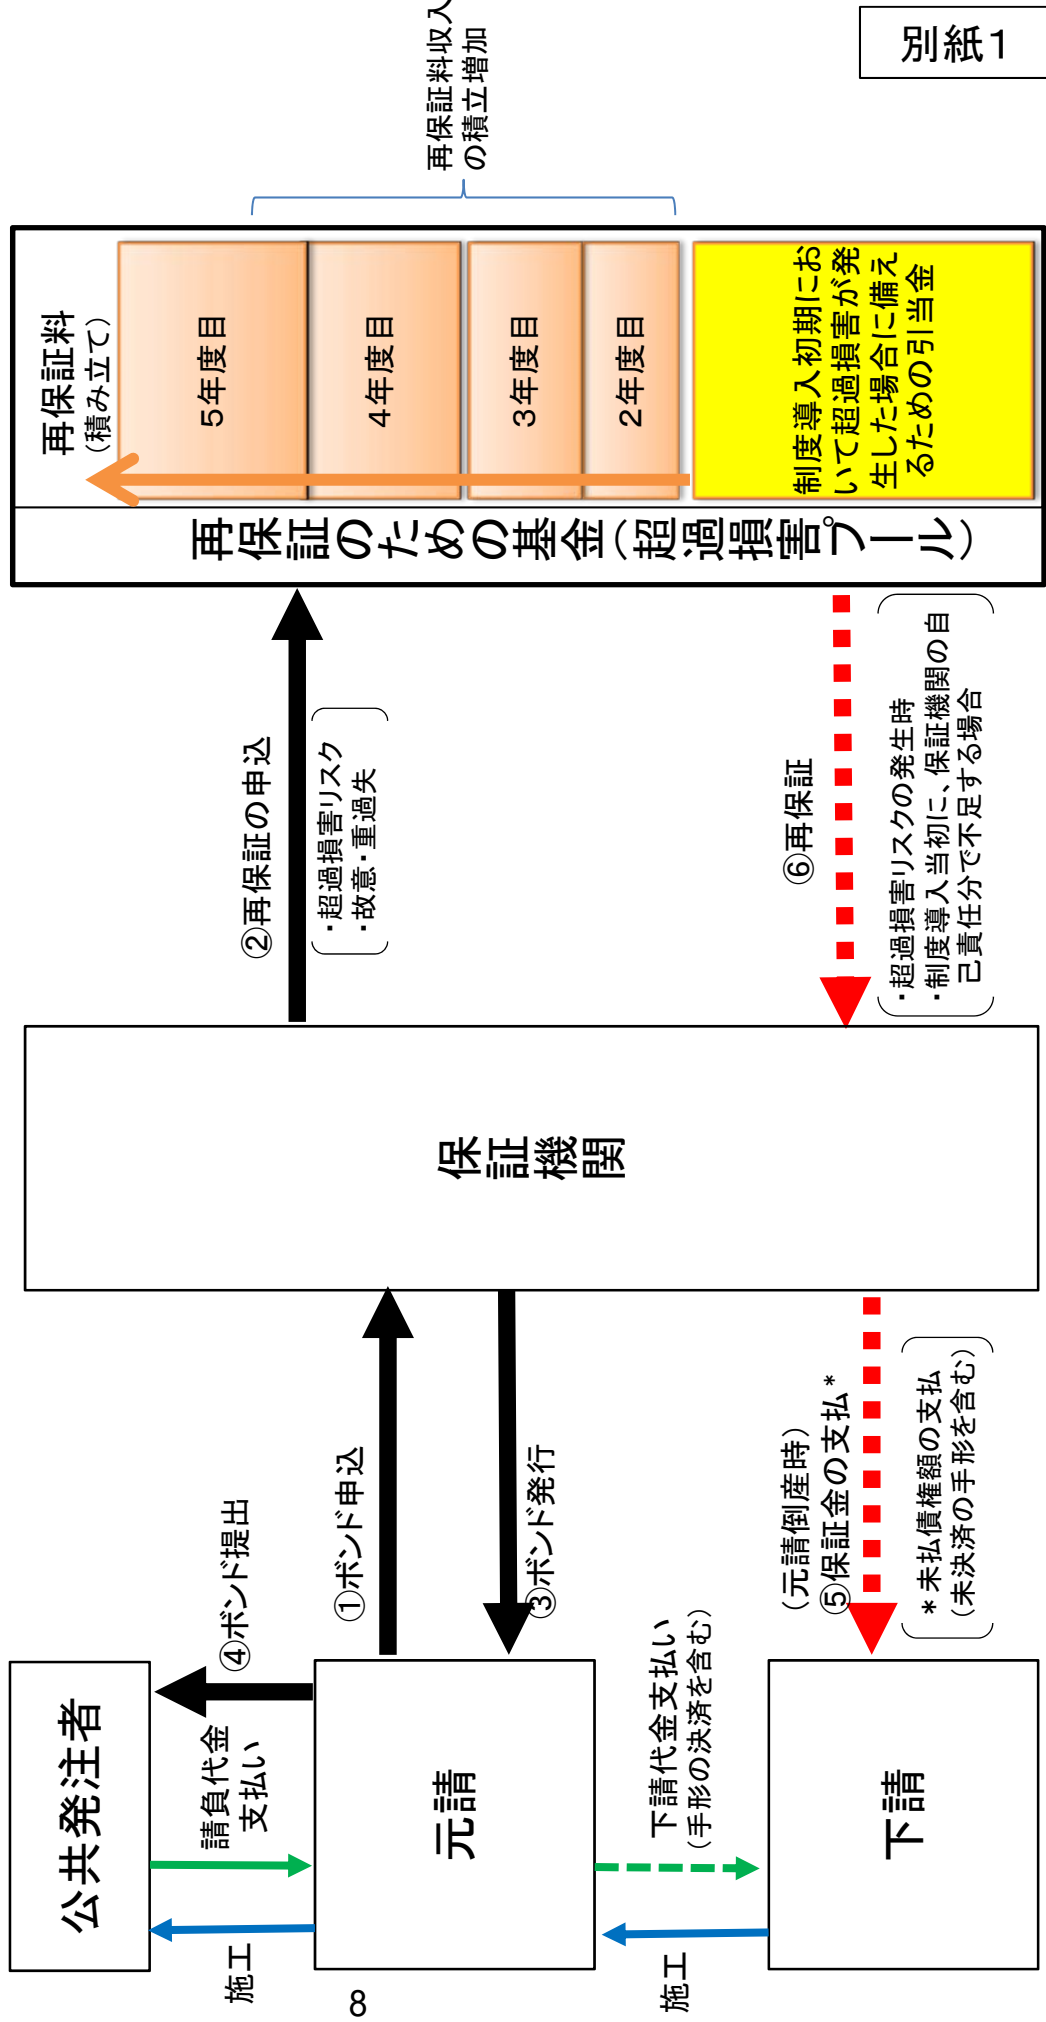 別紙1
公共発注者
④ボンド提出
請負代金
支払い
施工
元請
①ボンド申込
③ボンド発行
下請代金支払い
(手形の決済を含む)
施工
下請
(元請倒産時)
⑤保証金の支払*
*未払債権額の支払
(未決済の手形を含む)
保証機関
②再保証の申込
・超過損害リスク
・故意・重過失
⑥再保証
・超過損害リスクの発生時
・制度導入当初に、保証機関の自
己責任分で不足する場合
再保証のための基金(超過損害プール)
再保証料
(積み立て)
5年度目
4年度目
3年度目
2年度目
制度導入初期にお
いて超過損害が発
生した場合に備え
るための引当金
再保証料収入
の積立増加
8